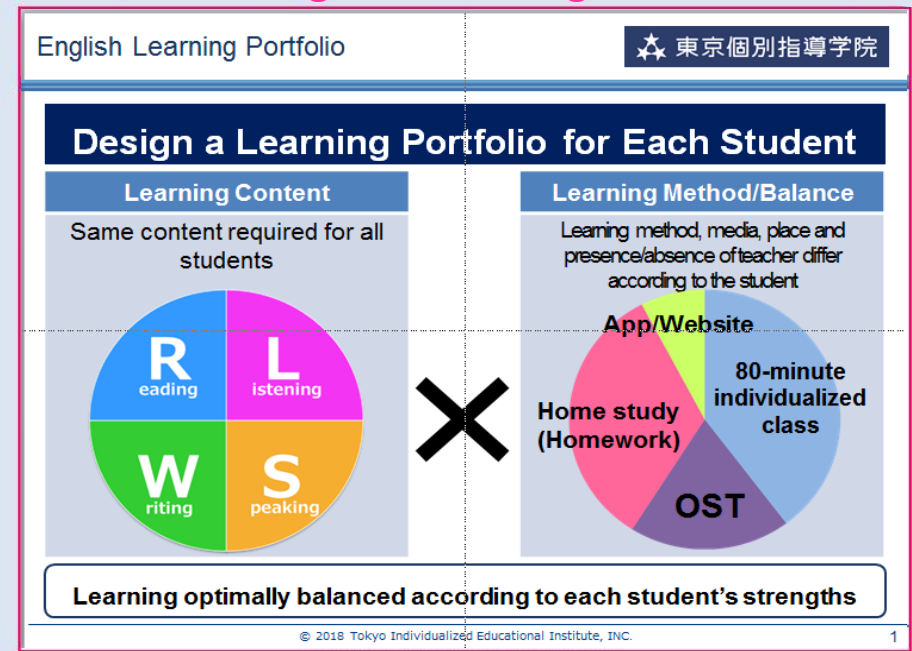 English Learning Portfolio
東京個別指導学院
Design a Learning Portfolio for Each Student
Learning Content
Same content required for all
students
R
eading
L
istening
W
riting
S
peaking
Learning Method/Balance
Learning method, media, place and
presence/absence of teacher differ
according to the student
App/Website
80-minute
individualized
class
Home study
(Homework)
OST
Learning optimally balanced according to each student's strengths
© 2018 Tokyo Individualized Educational Institute, INC.
1